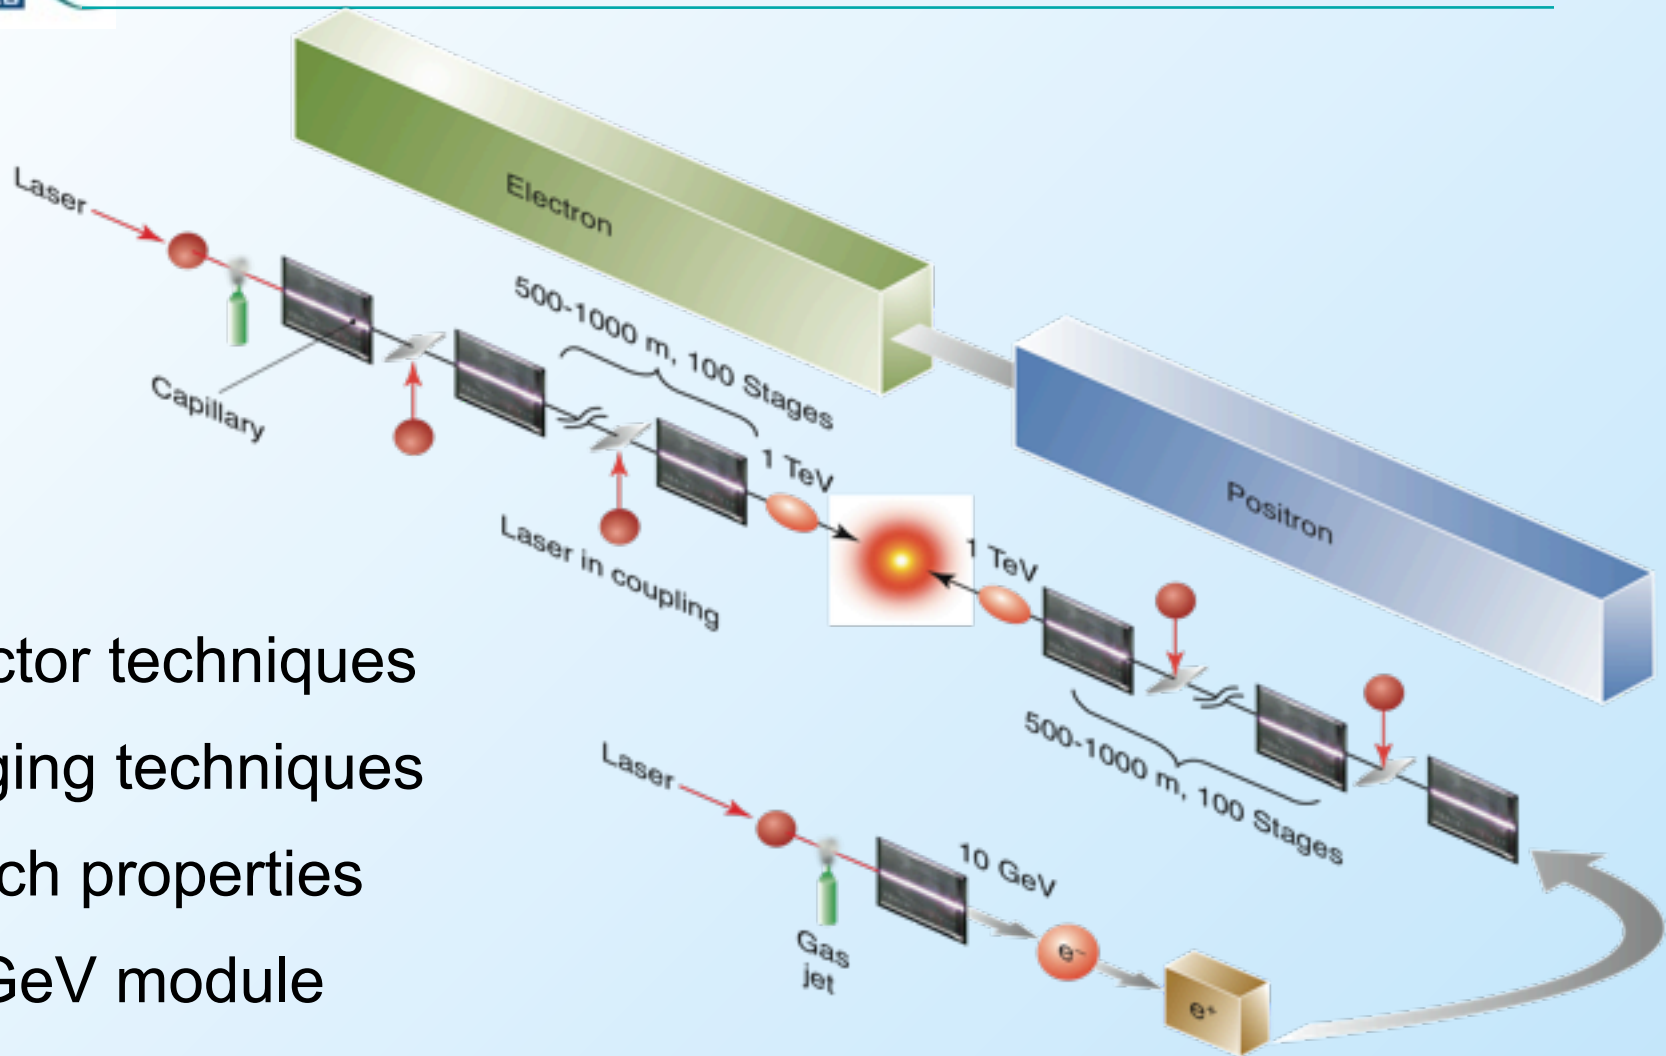 Electron
Laser
500-1000 m, 100 Stages
Capillary
1 TeV
Positron
Laser in coupling
1 TeV
ctor techniques
ging techniques
ch properties
GeV module
500-1000 m, 100 Stages
Laser
10 GeV
Gas
jet
e⁻
e⁺